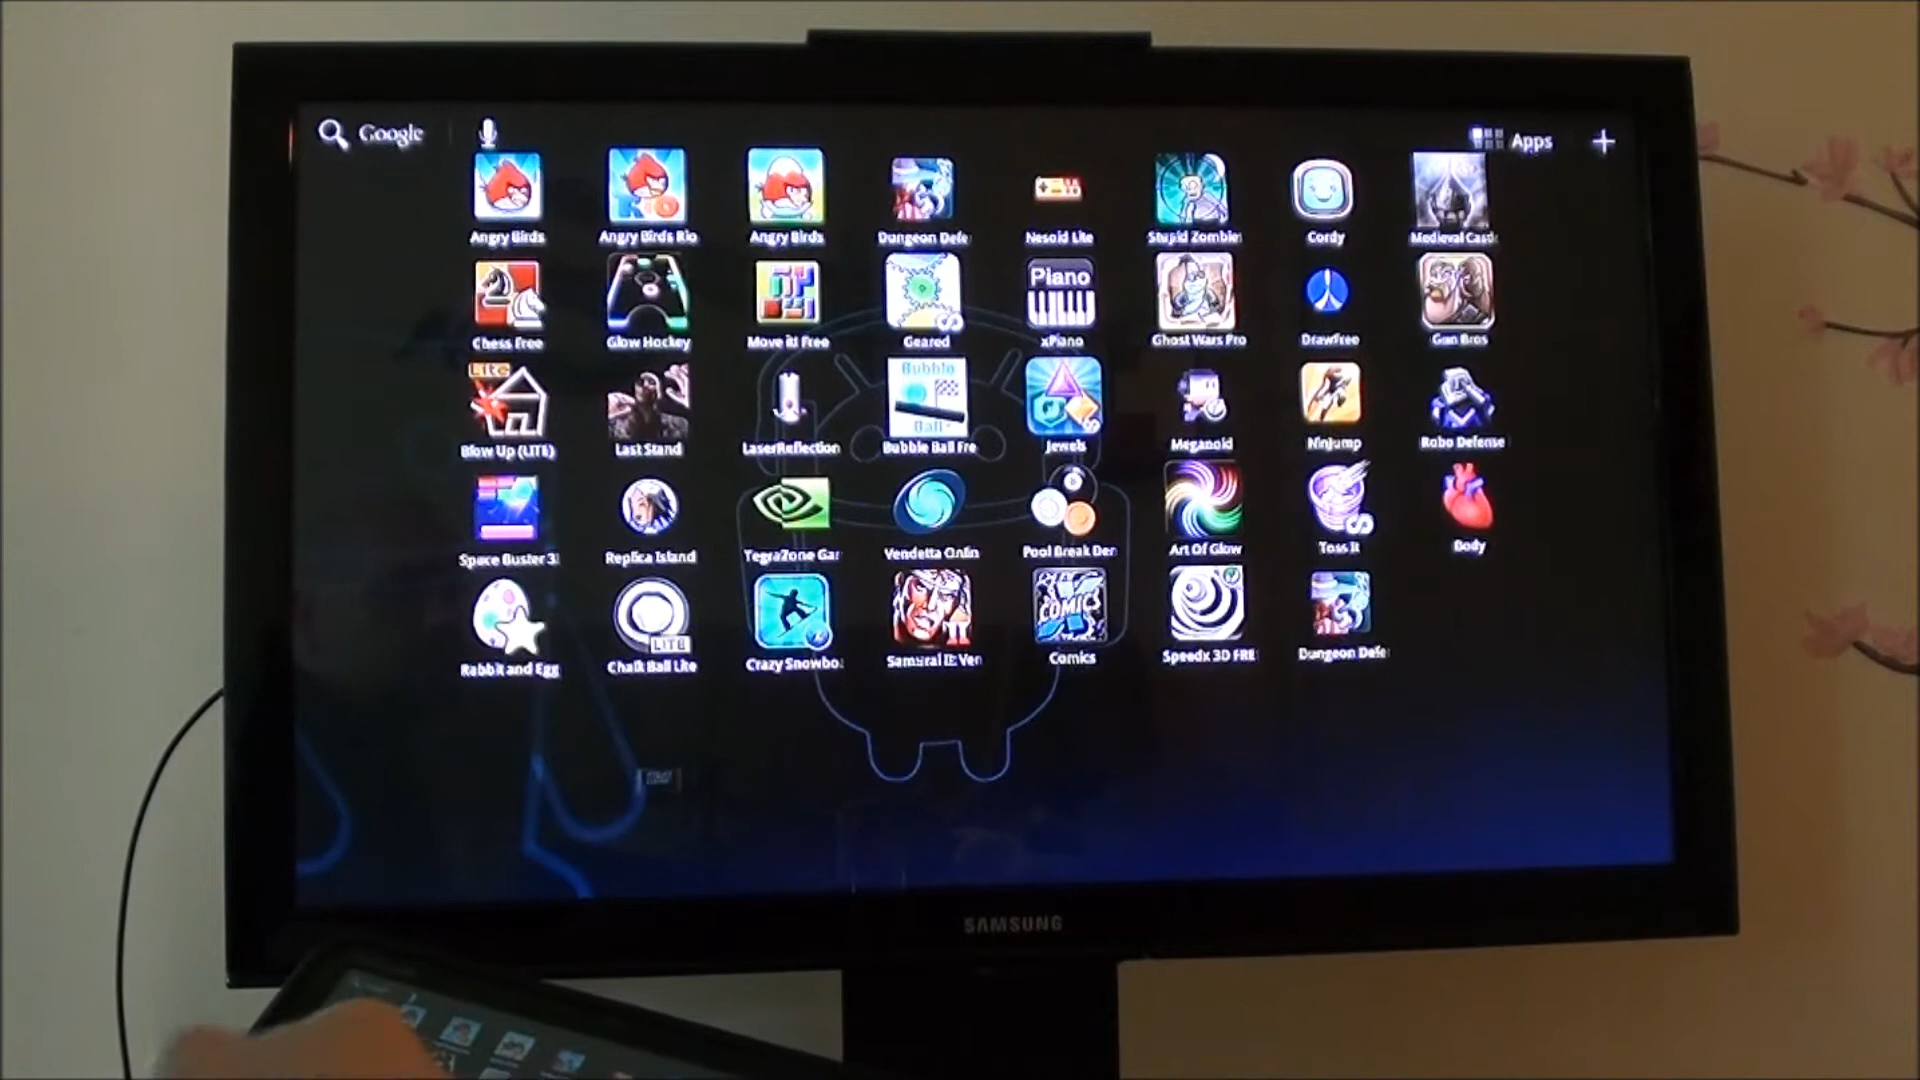 Google
Apps
Angry Birds
Angry Birds Rio
Angry Birds
Dungeon Defe
Nesoid Lite
Stupid Zombie
Cordy
Medieval Cast
Piano
Chess Free
Glow Hockey
Move it! Free
Geared
xPiano
Ghost Wars Pro
DrawFree
Gun Bros
Lite
Bubble
Ball
Blow Up (LITE)
Last Stand
LaserReflection
Bubble Ball Fre
Jewels
Meganoid
NinJump
Robo Defense
Space Buster 3
Replica Island
TegraZone Gar
Vendetta Onlin
Pool Break Den
Art Of Glow
Toss It
Body
LITE
COMICS
Rabbit and Egg
Chalk Ball Lite
Crazy Snowbo
Samurai II: Ven
Comics
Speedx 3D FRE
Dungeon Defe
SAMSUNG